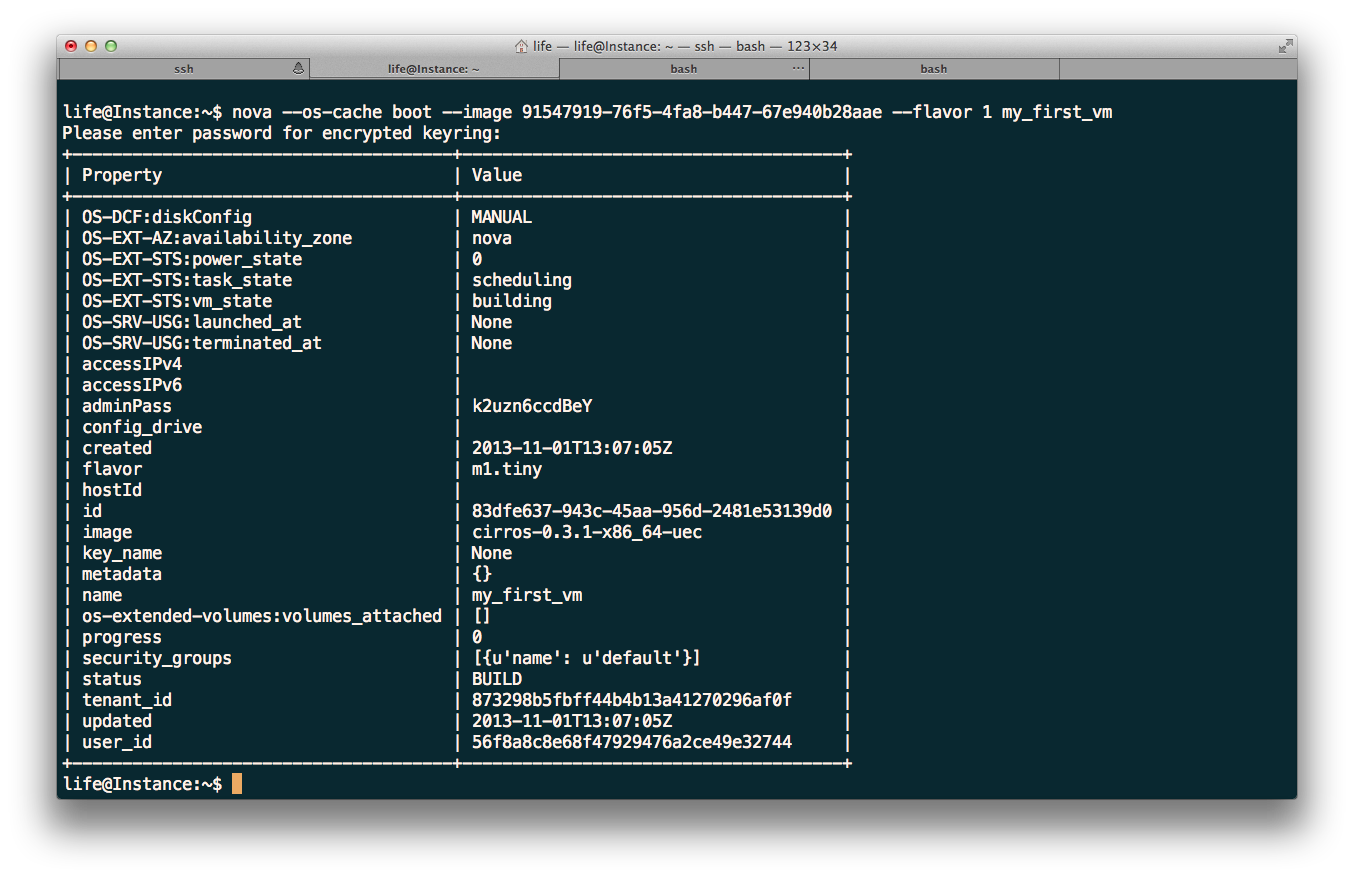 life — life@Instance: ~ — ssh — bash — 123×34
ssh life@Instance: ~ bash ... bash
life@Instance:~$ nova --os-cache boot --image 91547919-76f5-4fa8-b447-67e940b28aae --flavor 1 my_first_vm
Please enter password for encrypted keyring:
+--------------------------------------+--------------------------------------+
| Property                             | Value                                |
+--------------------------------------+--------------------------------------+
| OS-DCF:diskConfig                    | MANUAL                               |
| OS-EXT-AZ:availability_zone          | nova                                 |
| OS-EXT-STS:power_state               | 0                                    |
| OS-EXT-STS:task_state                | scheduling                           |
| OS-EXT-STS:vm_state                  | building                             |
| OS-SRV-USG:launched_at               | None                                 |
| OS-SRV-USG:terminated_at             | None                                 |
| accessIPv4                           |                                      |
| accessIPv6                           |                                      |
| adminPass                            | k2uzn6ccdBeY                         |
| config_drive                         |                                      |
| created                              | 2013-11-01T13:07:05Z                 |
| flavor                               | m1.tiny                              |
| hostId                               |                                      |
| id                                   | 83dfe637-943c-45aa-956d-2481e53139d0 |
| image                                | cirros-0.3.1-x86_64-uec              |
| key_name                             | None                                 |
| metadata                             | {}                                   |
| name                                 | my_first_vm                          |
| os-extended-volumes:volumes_attached | []                                   |
| progress                             | 0                                    |
| security_groups                      | [{u'name': u'default'}]              |
| status                               | BUILD                                |
| tenant_id                            | 873298b5fbff44b4b13a41270296af0f     |
| updated                              | 2013-11-01T13:07:05Z                 |
| user_id                              | 56f8a8c8e68f47929476a2ce49e32744     |
+--------------------------------------+--------------------------------------+
life@Instance:~$